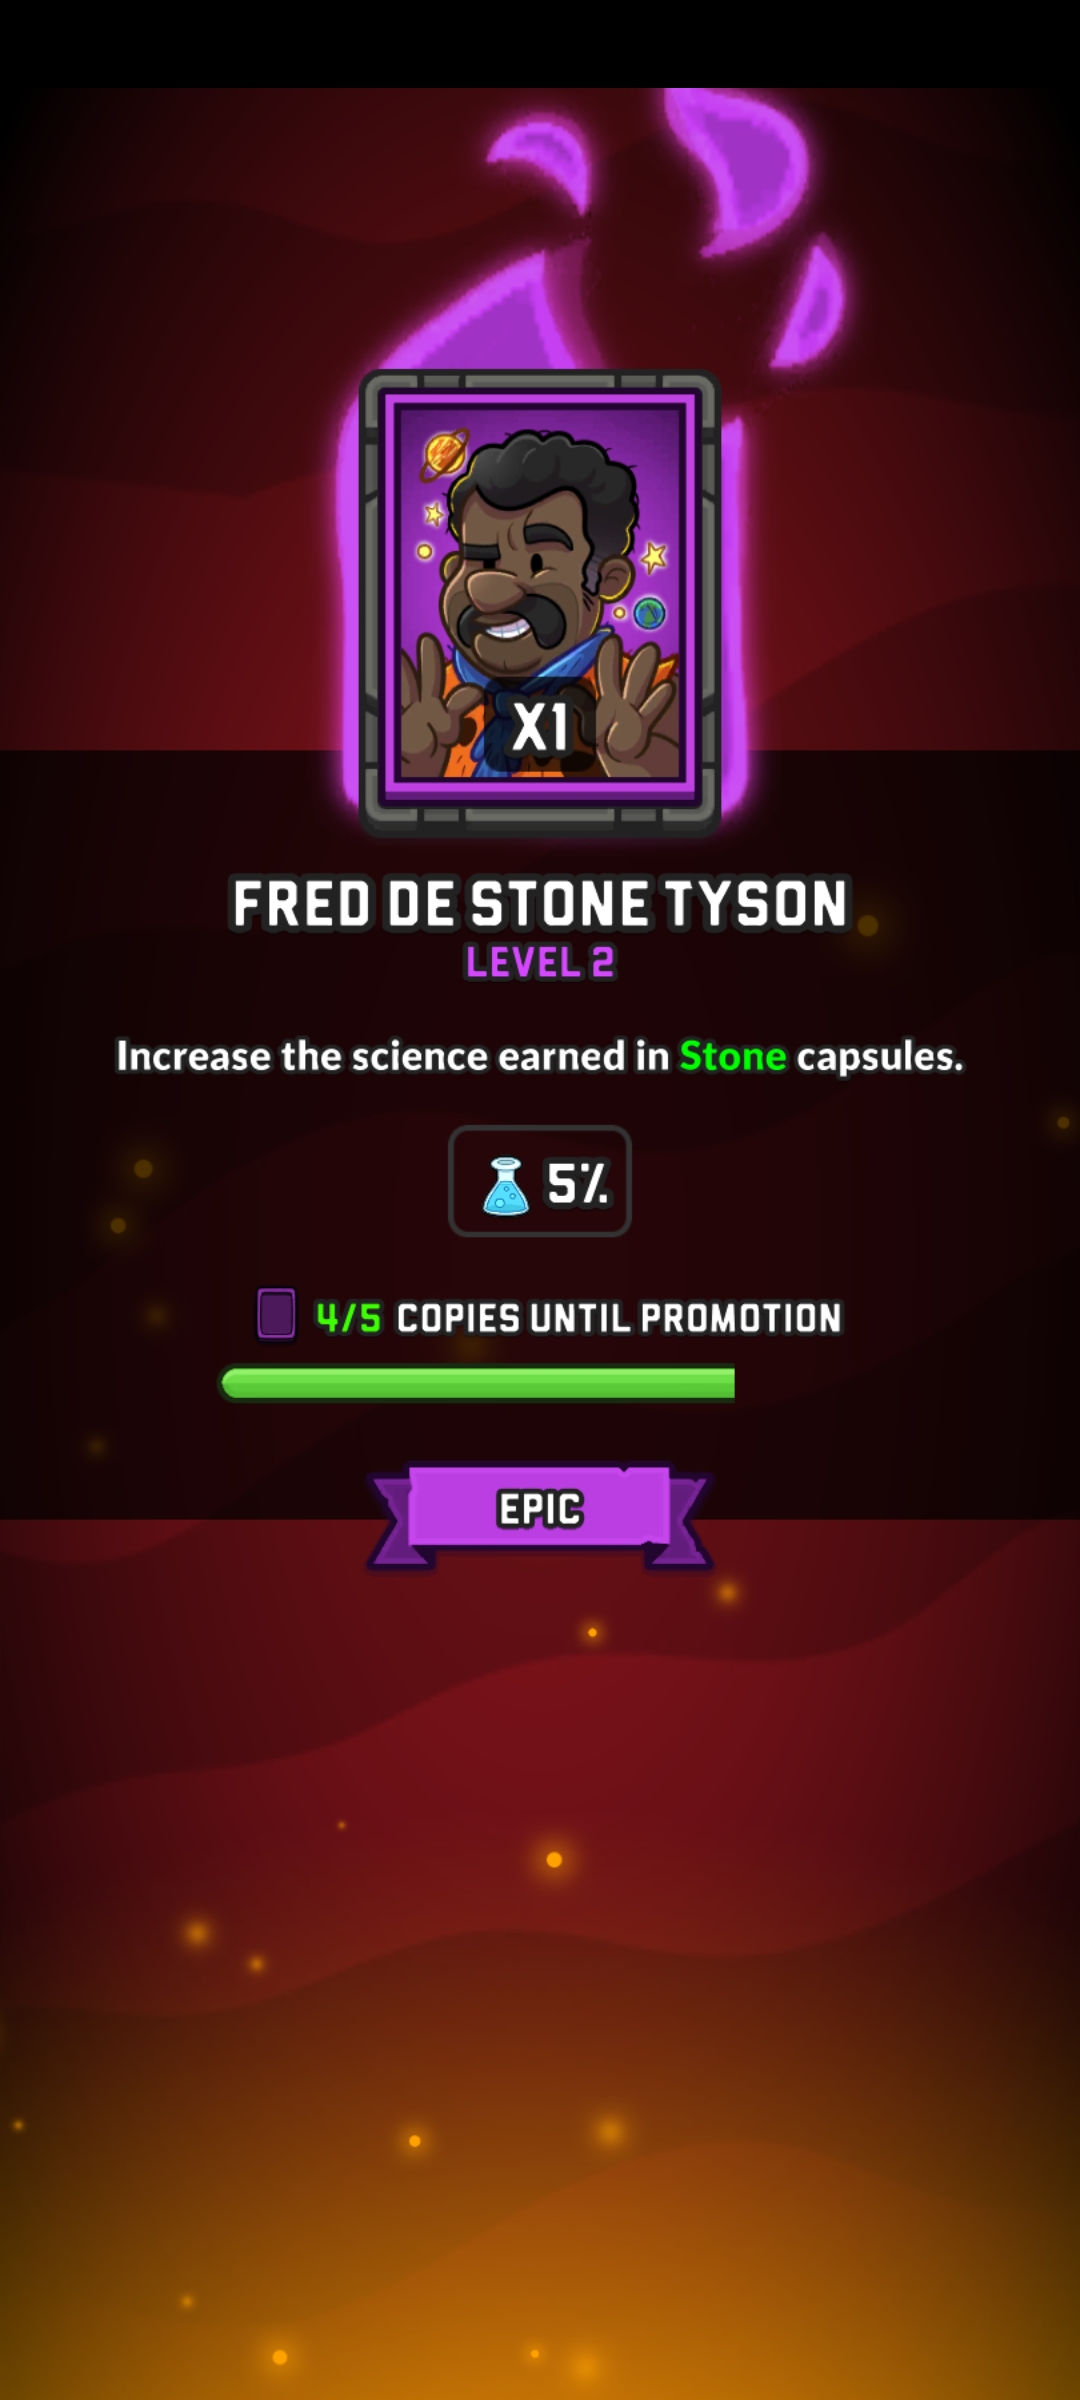 X1
FRED DE STONE TYSON
LEVEL 2
Increase the science earned in Stone capsules.
5%
4/5 COPIES UNTIL PROMOTION
EPIC